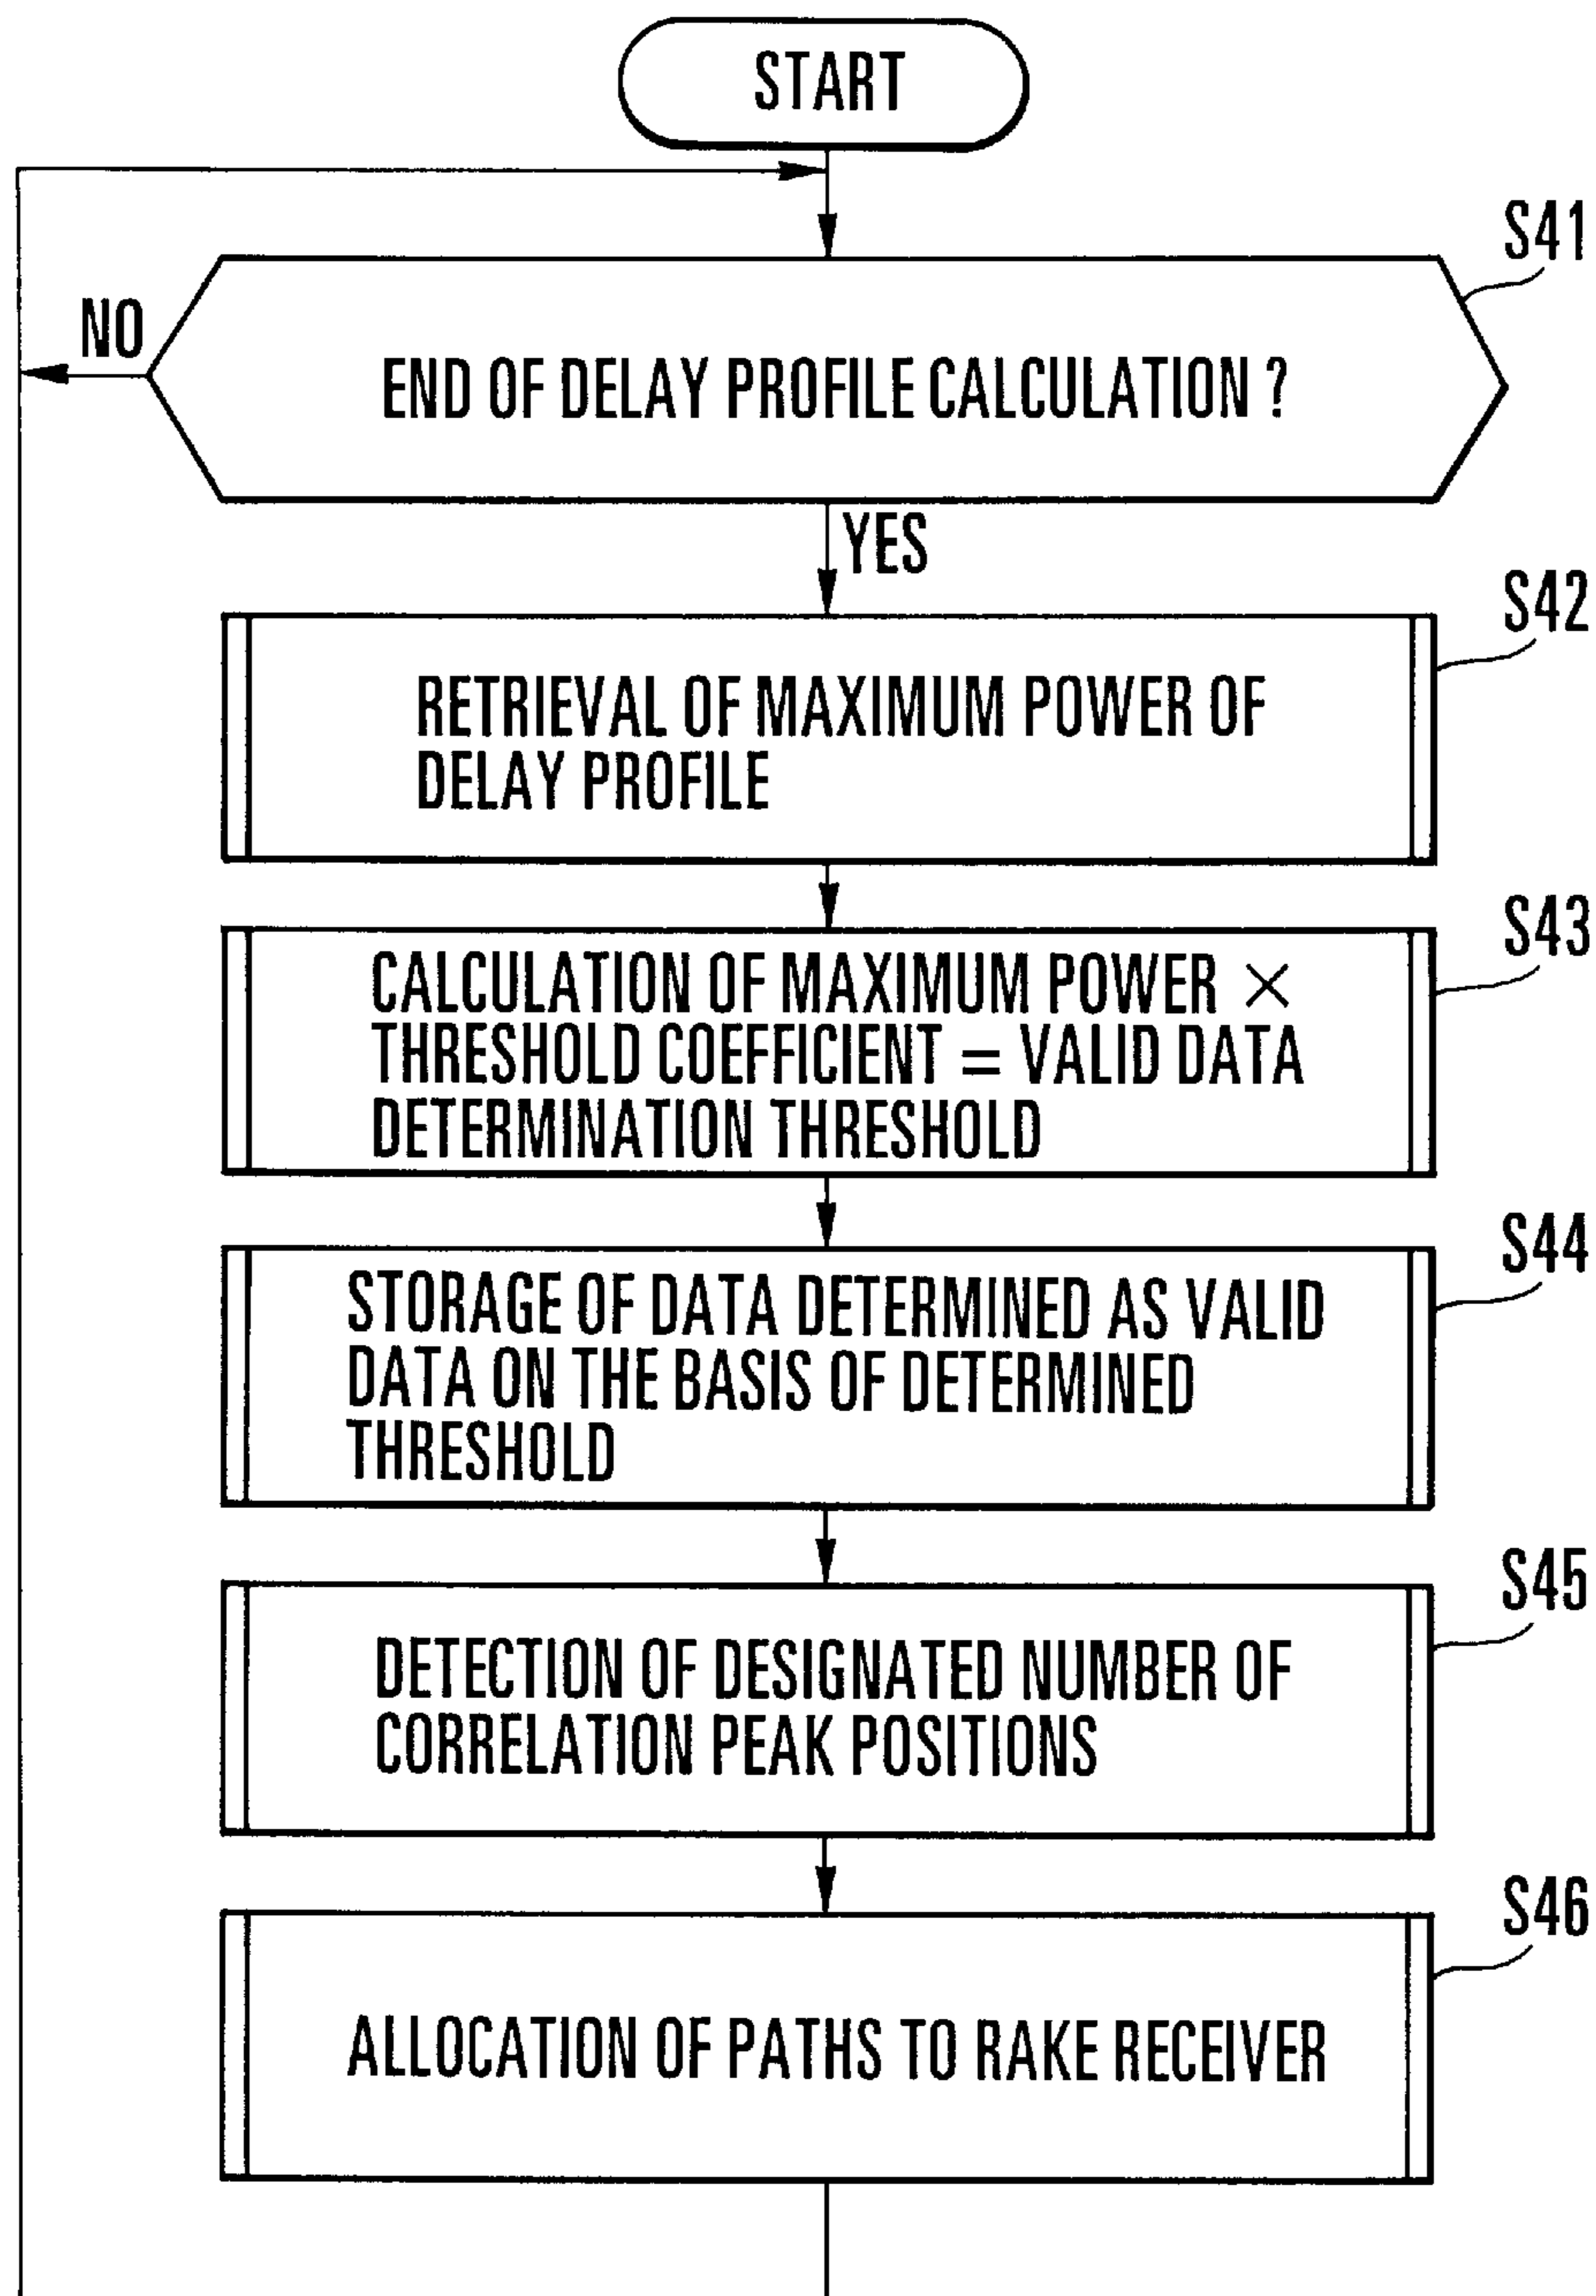 START
S41
NO
END OF DELAY PROFILE CALCULATION ?
YES
S42
RETRIEVAL OF MAXIMUM POWER OF
DELAY PROFILE
S43
CALCULATION OF MAXIMUM POWER ×
THRESHOLD COEFFICIENT = VALID DATA
DETERMINATION THRESHOLD
S44
STORAGE OF DATA DETERMINED AS VALID
DATA ON THE BASIS OF DETERMINED
THRESHOLD
S45
DETECTION OF DESIGNATED NUMBER OF
CORRELATION PEAK POSITIONS
S46
ALLOCATION OF PATHS TO RAKE RECEIVER